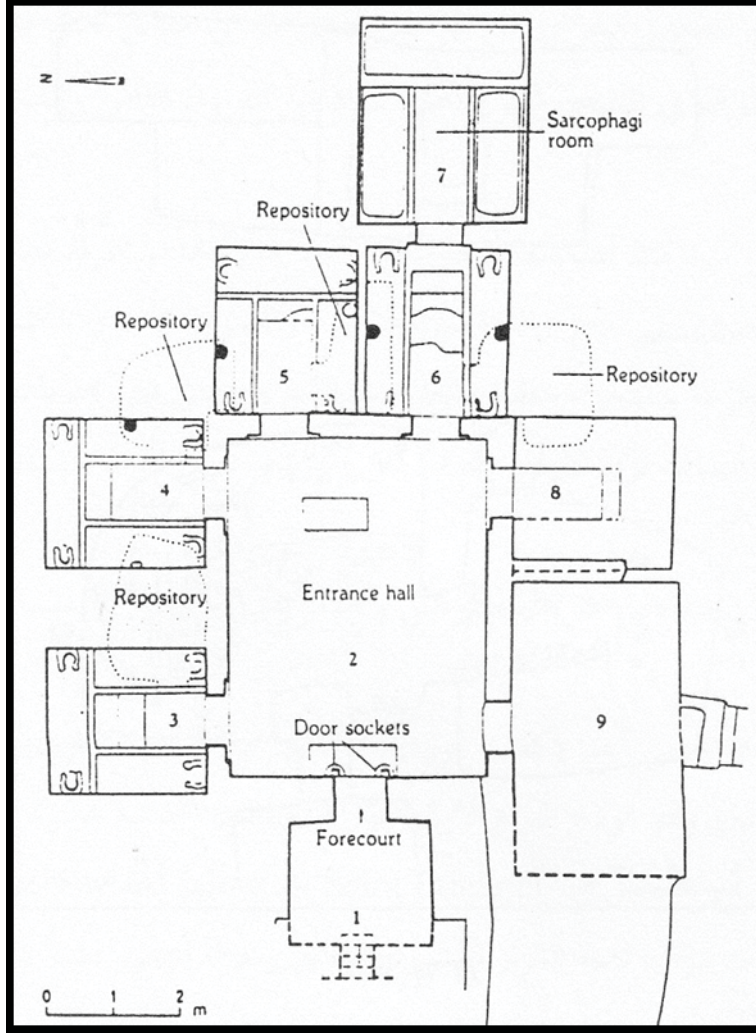 N
Sarcophagi
room
7
Repository
Repository
5
6
Repository
4
8
Entrance hall
Repository
2
3
9
Door sockets
Forecourt
1
0 1 2
m